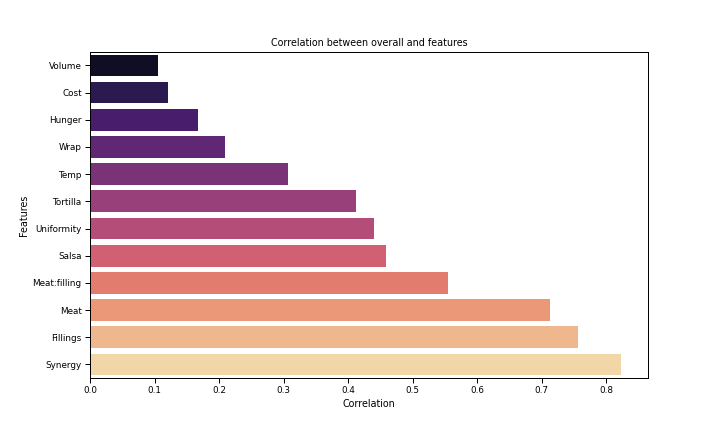 Correlation between overall and features
Volume
Cost
Hunger
Wrap
Temp
Tortilla
Uniformity
Salsa
Meat:filling
Meat
Fillings
Synergy
Features
0.0 0.1 0.2 0.3 0.4 0.5 0.6 0.7 0.8
Correlation